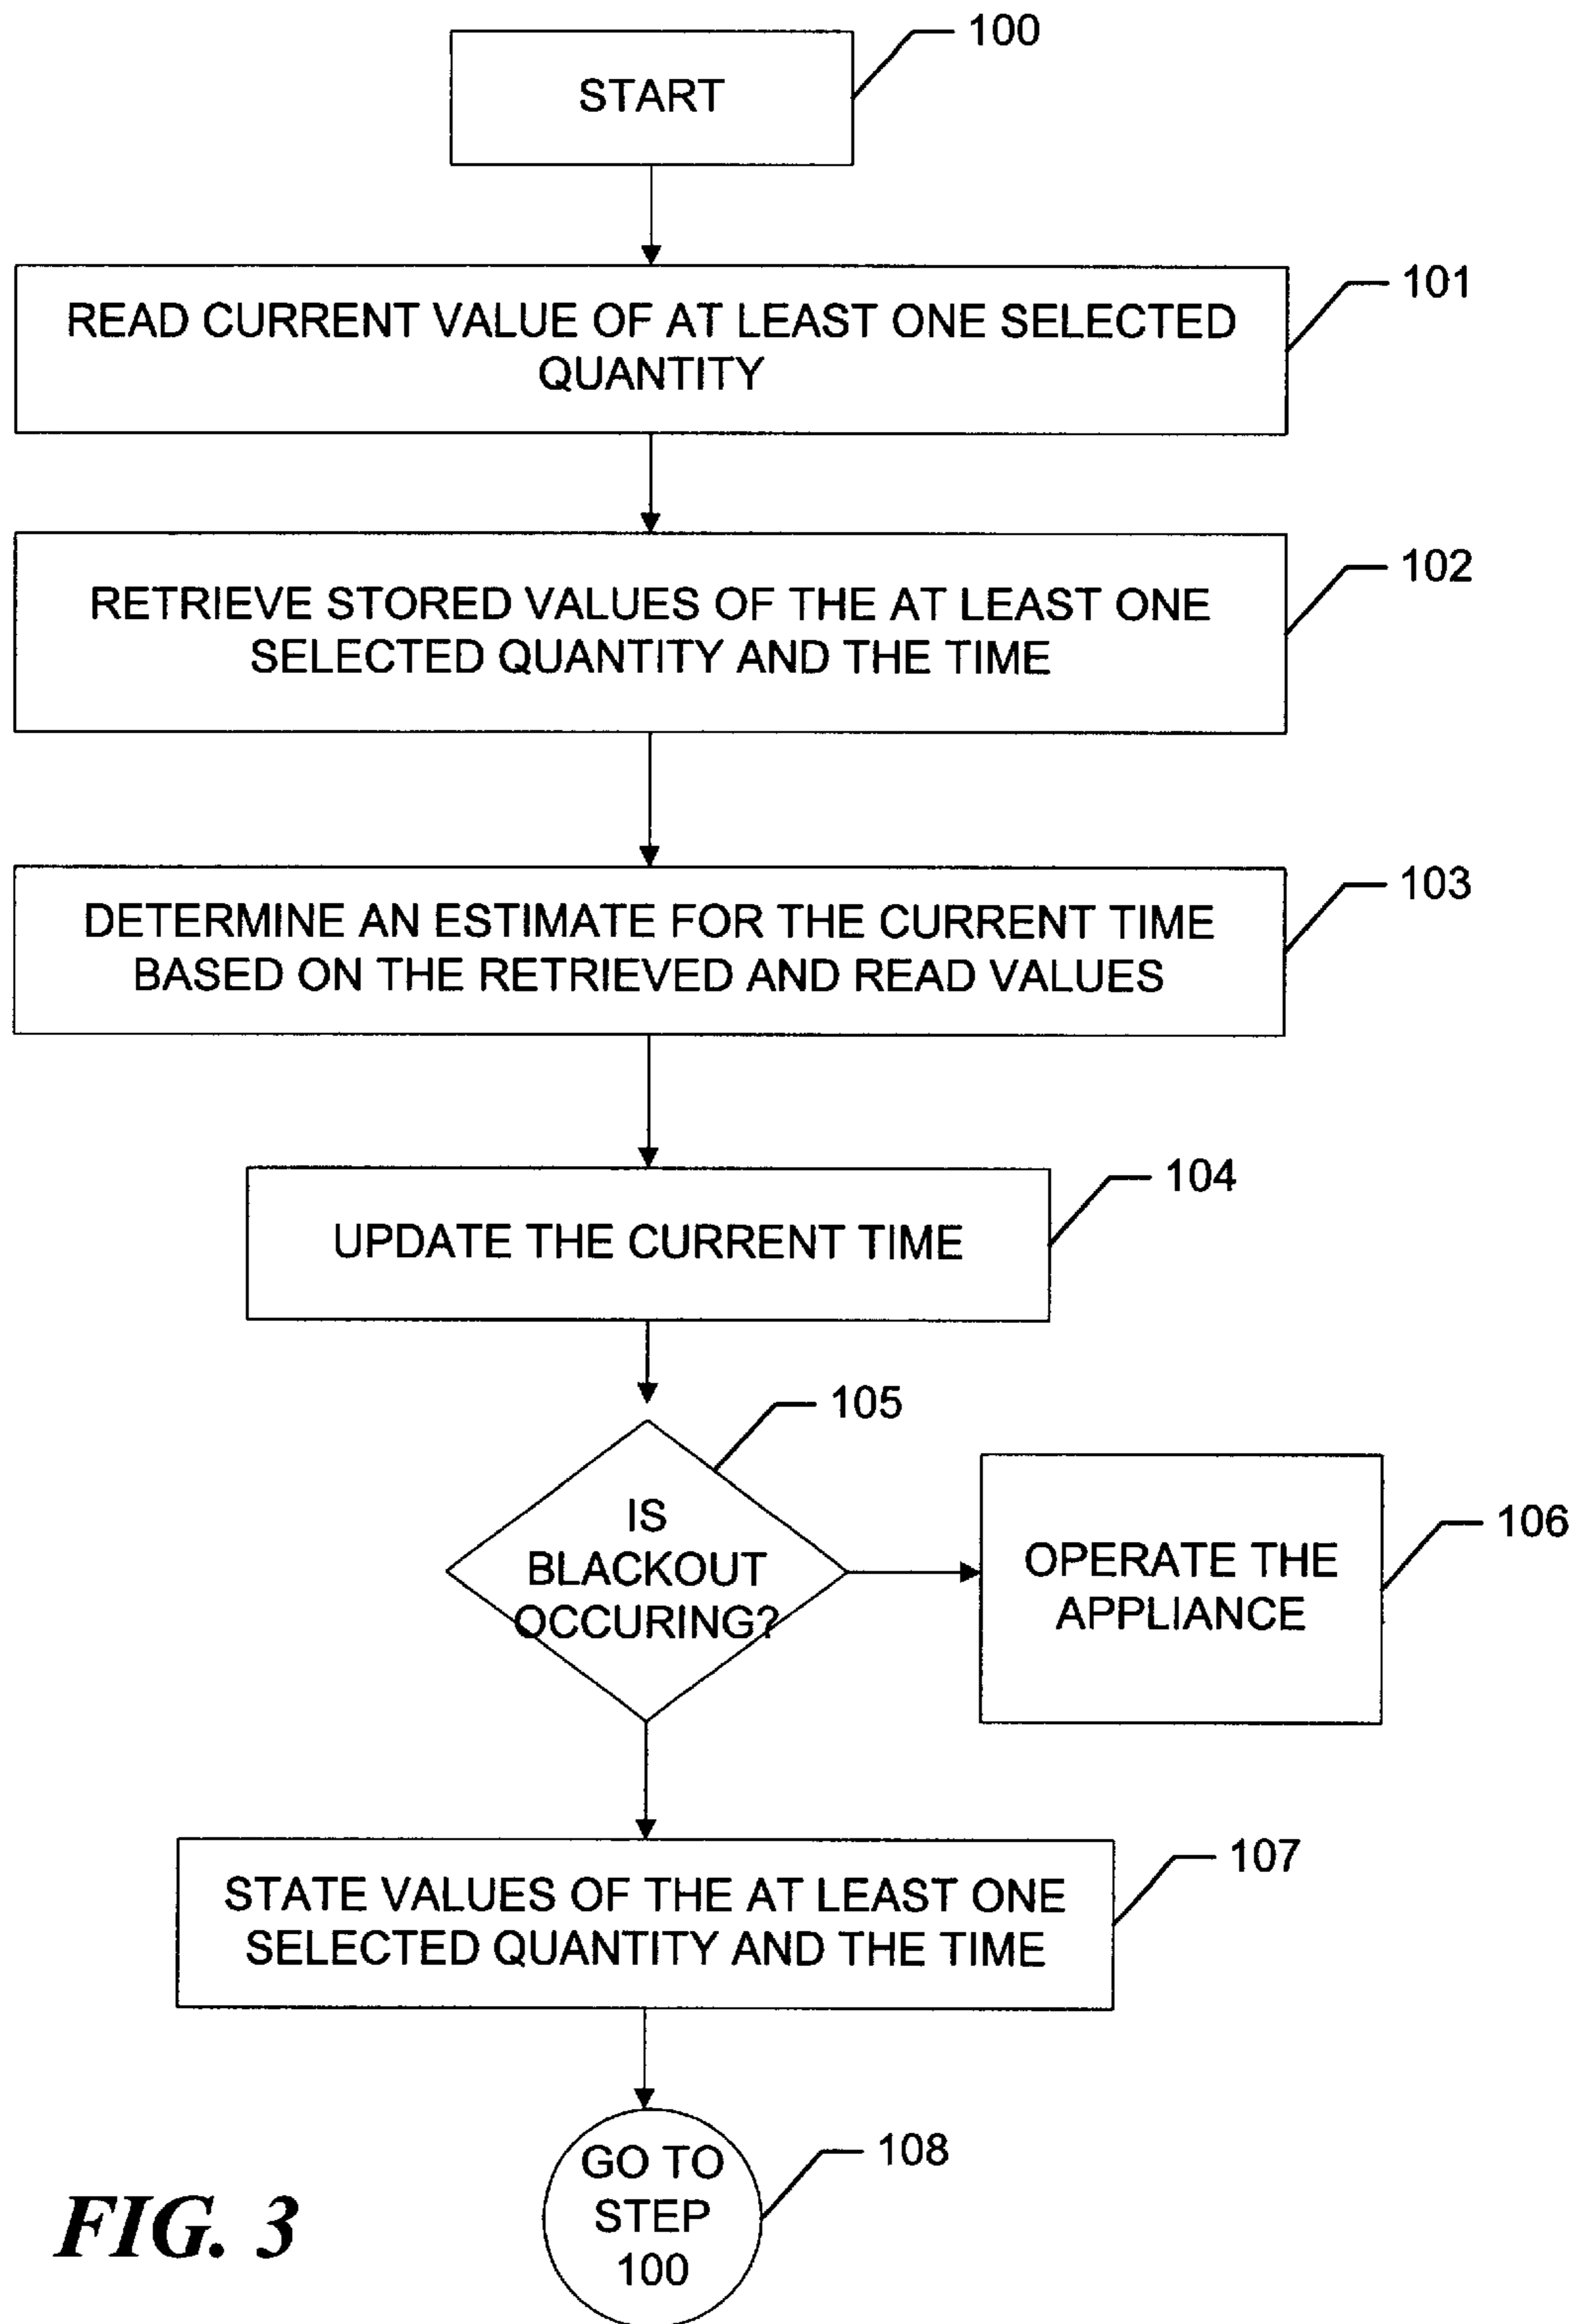 START
100
READ CURRENT VALUE OF AT LEAST ONE SELECTED
QUANTITY
101
RETRIEVE STORED VALUES OF THE AT LEAST ONE
SELECTED QUANTITY AND THE TIME
102
DETERMINE AN ESTIMATE FOR THE CURRENT TIME
BASED ON THE RETRIEVED AND READ VALUES
103
UPDATE THE CURRENT TIME
104
IS
BLACKOUT
OCCURING?
105
OPERATE THE
APPLIANCE
106
STATE VALUES OF THE AT LEAST ONE
SELECTED QUANTITY AND THE TIME
107
GO TO
STEP
100
108
FIG. 3